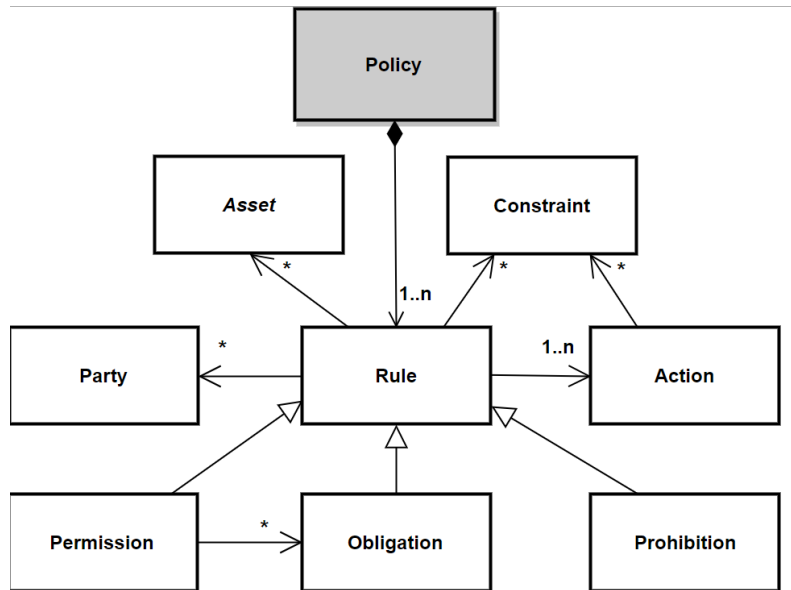 Policy
Asset
Constraint
*
*
*
1..n
*
1..n
Party
Rule
Action
*
Permission
Obligation
Prohibition